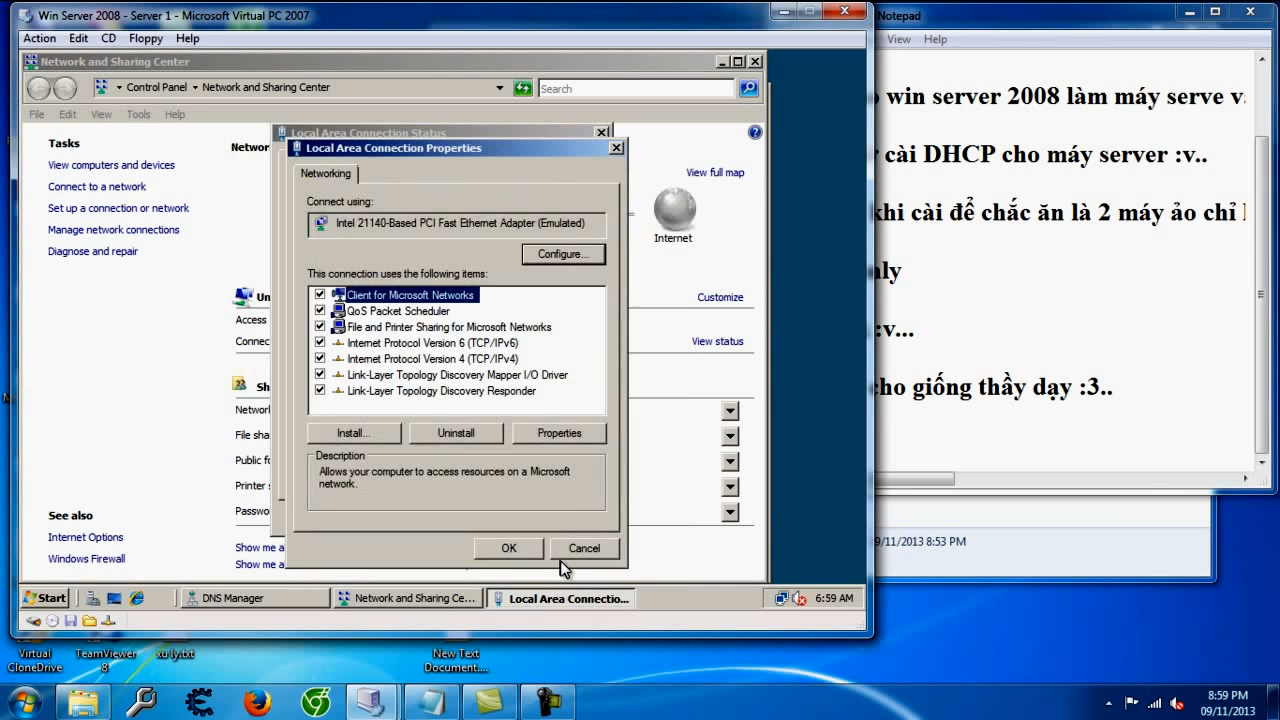 Win Server 2008 - Server 1 - Microsoft Virtual PC 2007
Action Edit CD Floppy Help
Network and Sharing Center
Control Panel Network and Sharing Center
Search
File Edit View Tools Help
Tasks
View computers and devices
Connect to a network
Set up a connection or network
Manage network connections
Diagnose and repair
See also
Internet Options
Windows Firewall
Networ
View full map
Internet
Un
Customize
Access
Connec
View status
Sh
Networ
File sha
Public fo
Printer s
Passwo
Show me a
Show me a
Local Area Connection Status
Local Area Connection Properties
Networking
Connect using:
Intel 21140-Based PCI Fast Ethernet Adapter (Emulated)
Configure...
This connection uses the following items:
Client for Microsoft Networks
QoS Packet Scheduler
File and Printer Sharing for Microsoft Networks
Internet Protocol Version 6 (TCP/IPv6)
Internet Protocol Version 4 (TCP/IPv4)
Link-Layer Topology Discovery Mapper I/O Driver
Link-Layer Topology Discovery Responder
Install... Uninstall Properties
Description
Allows your computer to access resources on a Microsoft
network.
OK Cancel
Start DNS Manager Network and Sharing Ce... Local Area Connectio... 6:59 AM
Notepad
View Help
win server 2008 làm máy serve v
cài DHCP cho máy server :v..
khi cài để chắc ăn là 2 máy ảo chỉ
nly
:v...
cho giống thầy dạy :3..
9/11/2013 8:53 PM
Virtual
CloneDrive
TeamViewer
8
xu ly.txt
New Text
Document....
8:59 PM
09/11/2013